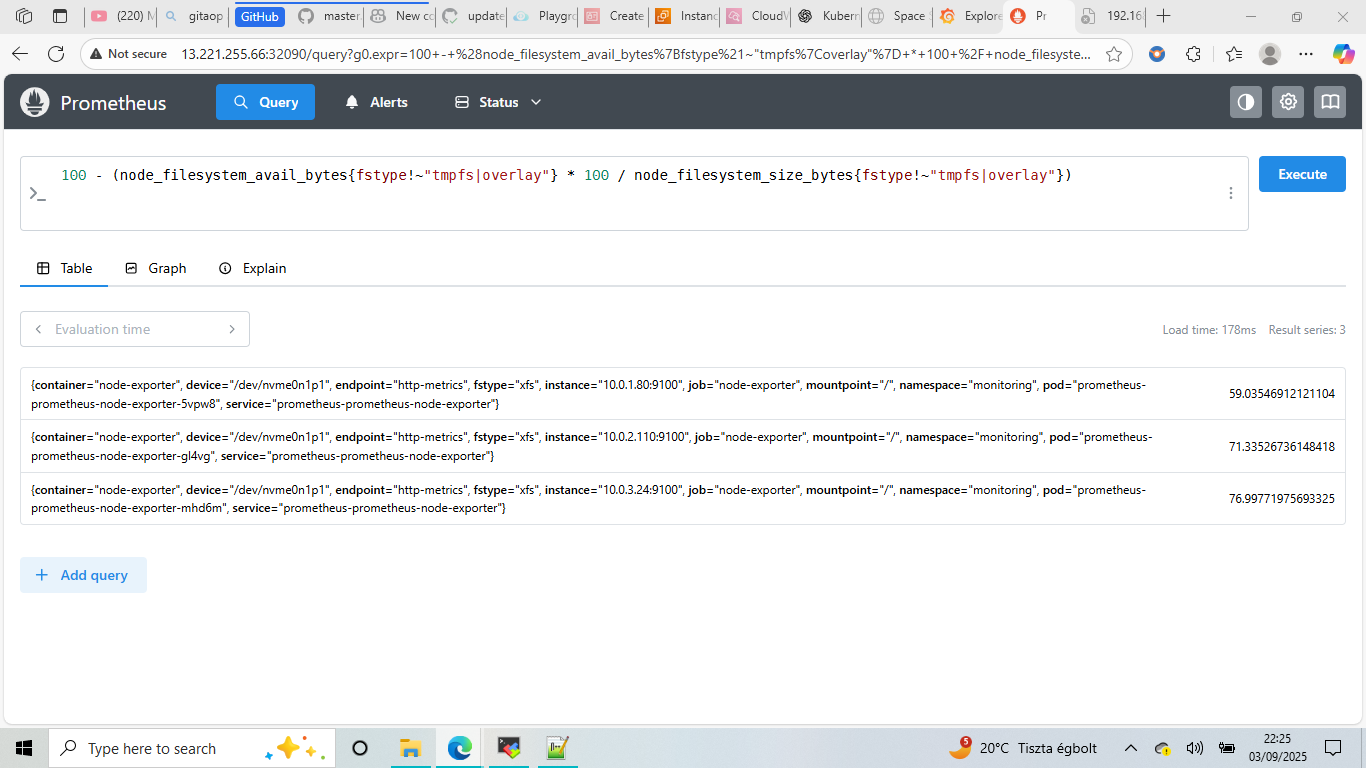 (220) M
gitaop
GitHub
master.
New co
update
Playgro
Create
Instanc
CloudW
Kubern
Space
Explore
Pr
192.16
Not secure
13.221.255.66:32090/query?g0.expr=100+-+%28node_filesystem_avail_bytes%7Bfstype%21~"tmpfs%7Coverlay"%7D+*+100+%2F+node_filesyste...
Prometheus
Query
Alerts
Status
100 - (node_filesystem_avail_bytes{fstype!~"tmpfs|overlay"} * 100 / node_filesystem_size_bytes{fstype!~"tmpfs|overlay"})
Execute
Table
Graph
Explain
Evaluation time
Load time: 178ms Result series: 3
{container="node-exporter", device="/dev/nvme0n1p1", endpoint="http-metrics", fstype="xfs", instance="10.0.1.80:9100", job="node-exporter", mountpoint="/", namespace="monitoring", pod="prometheus-
prometheus-node-exporter-5vpw8", service="prometheus-prometheus-node-exporter"}
59.03546912121104
{container="node-exporter", device="/dev/nvme0n1p1", endpoint="http-metrics", fstype="xfs", instance="10.0.2.110:9100", job="node-exporter", mountpoint="/", namespace="monitoring", pod="prometheus-
prometheus-node-exporter-gl4vg", service="prometheus-prometheus-node-exporter"}
71.33526736148418
{container="node-exporter", device="/dev/nvme0n1p1", endpoint="http-metrics", fstype="xfs", instance="10.0.3.24:9100", job="node-exporter", mountpoint="/", namespace="monitoring", pod="prometheus-
prometheus-node-exporter-mhd6m", service="prometheus-prometheus-node-exporter"}
76.99771975693325
Add query
Type here to search
5
20°C Tiszta égbolt
22:25
03/09/2025